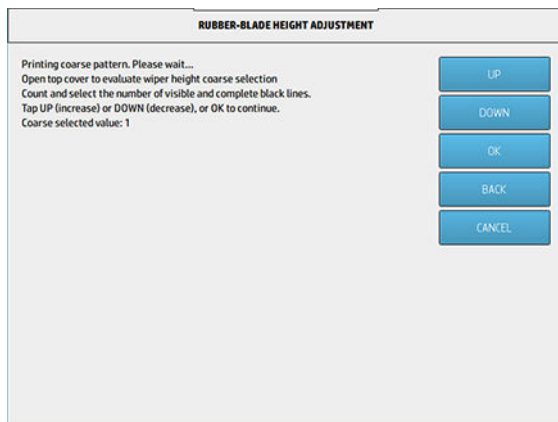 RUBBER-BLADE HEIGHT ADJUSTMENT
Printing coarse pattern. Please wait...
Open top cover to evaluate wiper height coarse selection
Count and select the number of visible and complete black lines.
Tap UP (increase) or DOWN (decrease), or OK to continue.
Coarse selected value: 1
UP
DOWN
OK
BACK
CANCEL